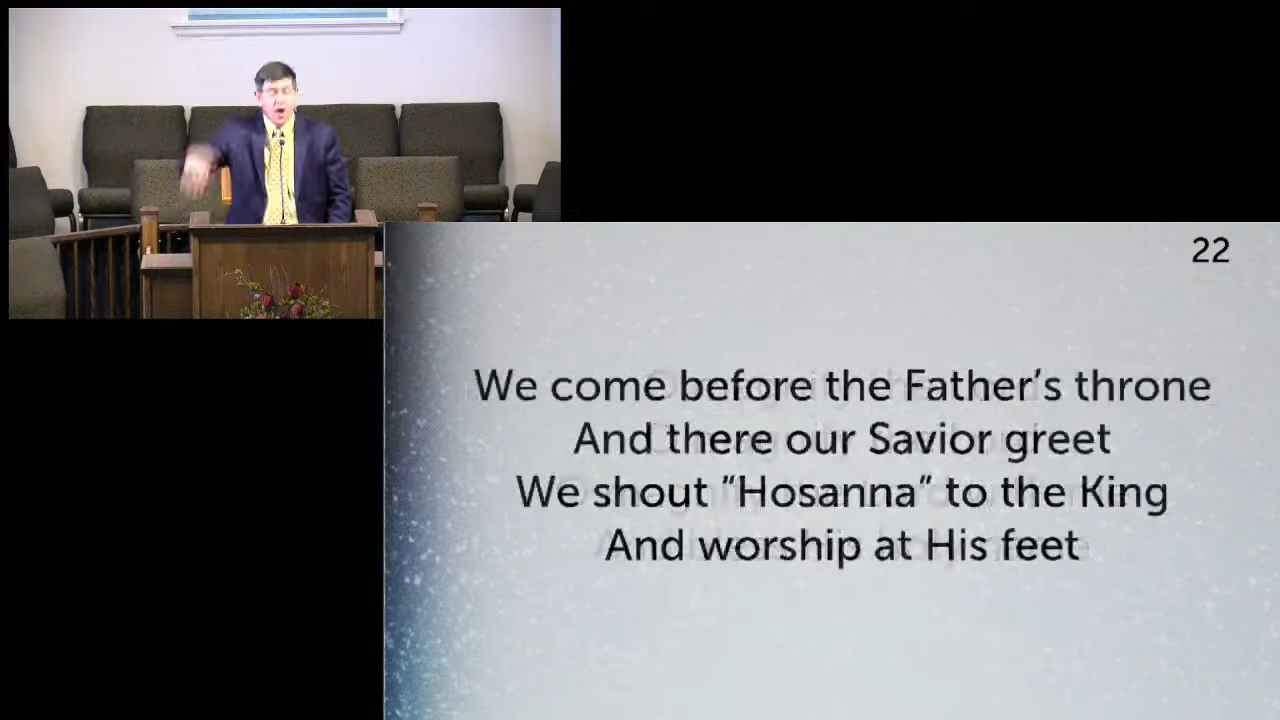 22
We come before the Father's throne
And there our Savior greet
We shout "Hosanna" to the King
And worship at His feet